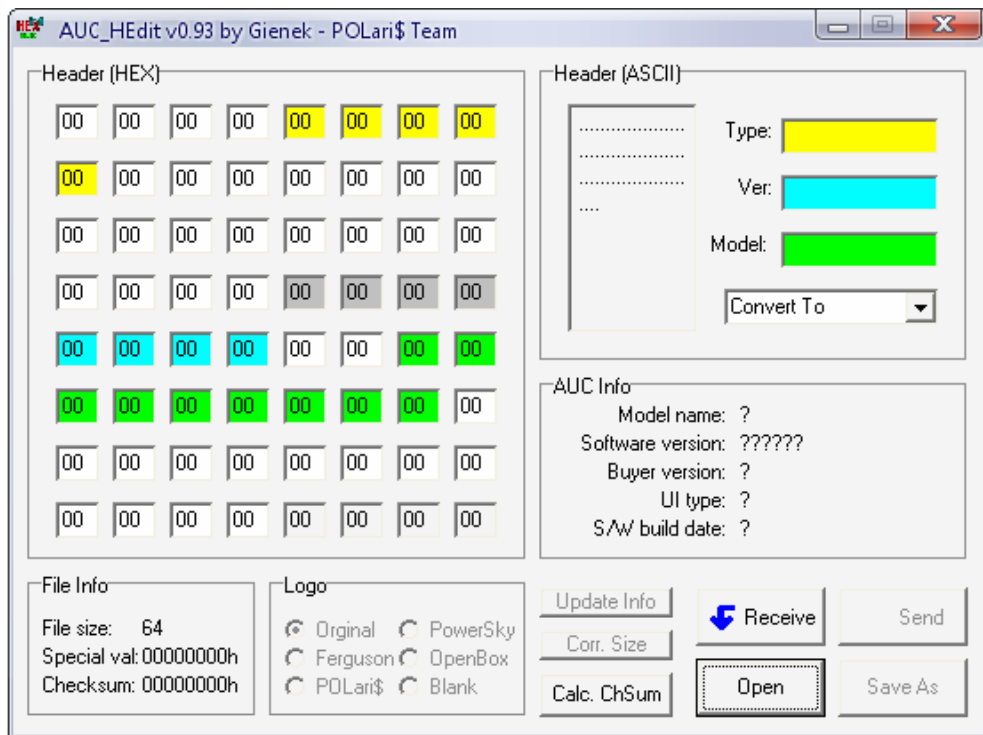 HEX
AUC_HEdit v0.93 by Gienek - POLari$ Team
Header (HEX)
00 00 00 00 00 00 00 00
00 00 00 00 00 00 00 00
00 00 00 00 00 00 00 00
00 00 00 00 00 00 00 00
00 00 00 00 00 00 00 00
00 00 00 00 00 00 00 00
00 00 00 00 00 00 00 00
00 00 00 00 00 00 00 00
Header (ASCII)
...................
...................
...................
....
Type:
Ver:
Model:
Convert To
AUC Info
Model name: ?
Software version: ??????
Buyer version: ?
UI type: ?
S/W build date: ?
File Info
File size: 64
Special val: 00000000h
Checksum: 00000000h
Logo
Orginal PowerSky
Ferguson OpenBox
POLari$ Blank
Update Info
Corr. Size
Calc. ChSum
Receive
Send
Open
Save As